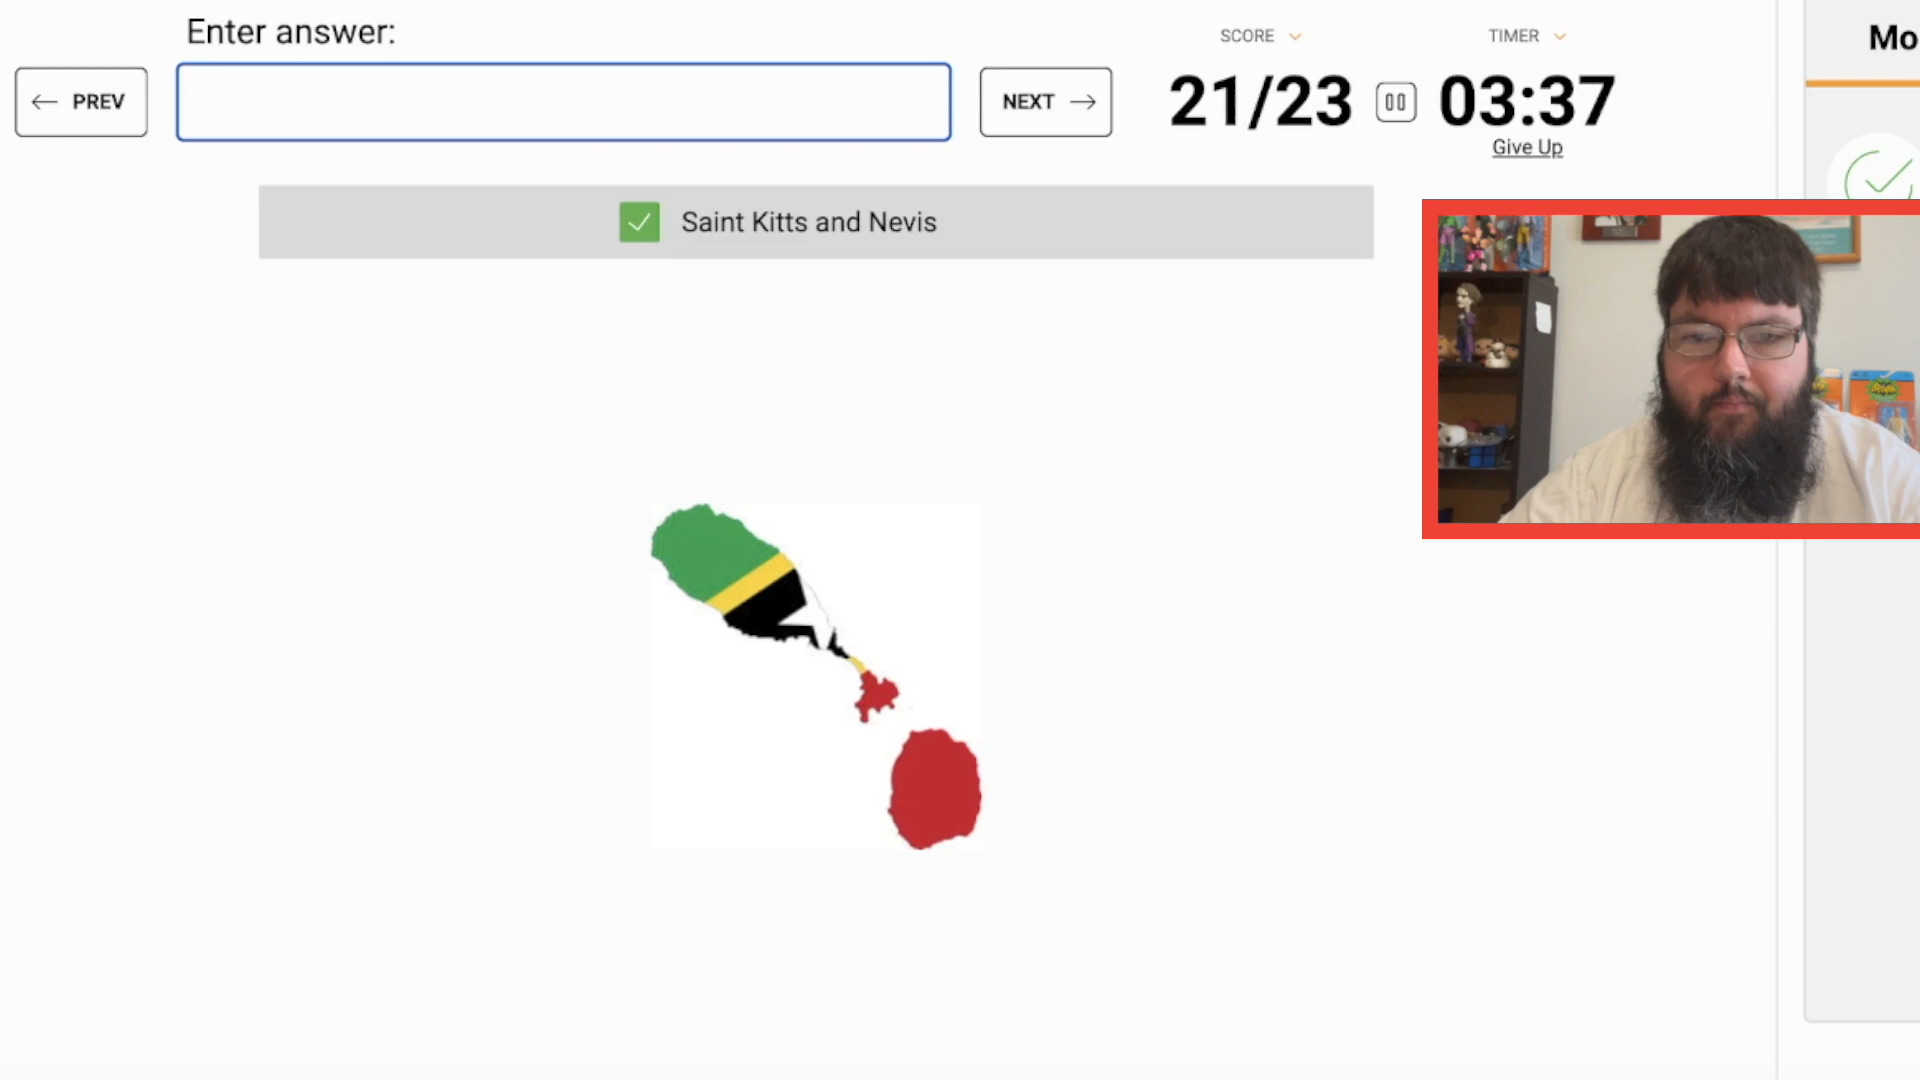 Enter answer:
PREV
NEXT
SCORE
21/23
TIMER
03:37
Give Up
Mo
Saint Kitts and Nevis